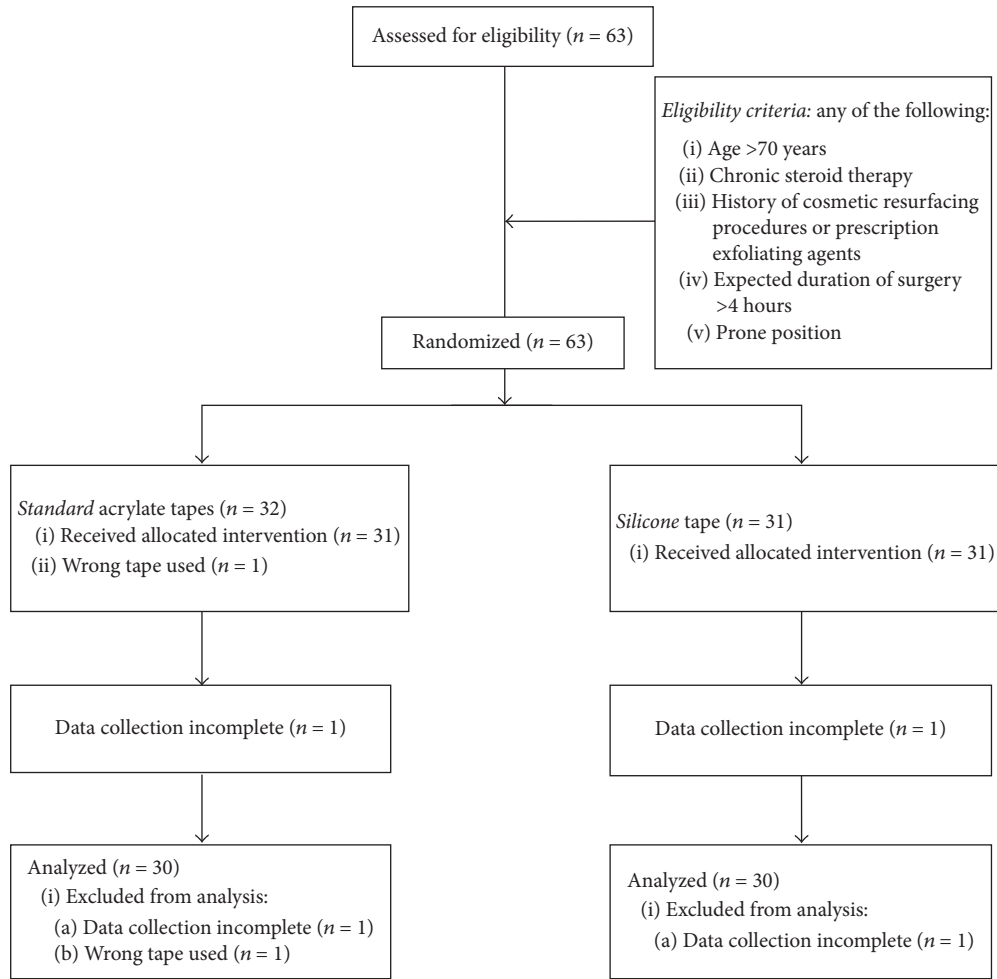 Assessed for eligibility (n = 63)
Eligibility criteria: any of the following:
(i) Age >70 years
(ii) Chronic steroid therapy
(iii) History of cosmetic resurfacing
procedures or prescription
exfoliating agents
(iv) Expected duration of surgery
>4 hours
(v) Prone position
Randomized (n = 63)
Standard acrylate tapes (n = 32)
(i) Received allocated intervention (n = 31)
(ii) Wrong tape used (n = 1)
Silicone tape (n = 31)
(i) Received allocated intervention (n = 31)
Data collection incomplete (n = 1)
Data collection incomplete (n = 1)
Analyzed (n = 30)
(i) Excluded from analysis:
(a) Data collection incomplete (n = 1)
(b) Wrong tape used (n = 1)
Analyzed (n = 30)
(i) Excluded from analysis:
(a) Data collection incomplete (n = 1)